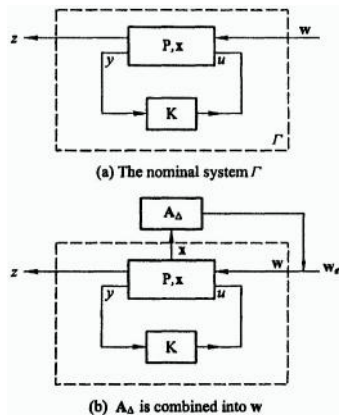 z
P, x
w
y
u
K
Γ
(a) The nominal system Γ
A_Δ
x
z
P, x
w
w_e
y
u
K
(b) A_Δ is combined into w